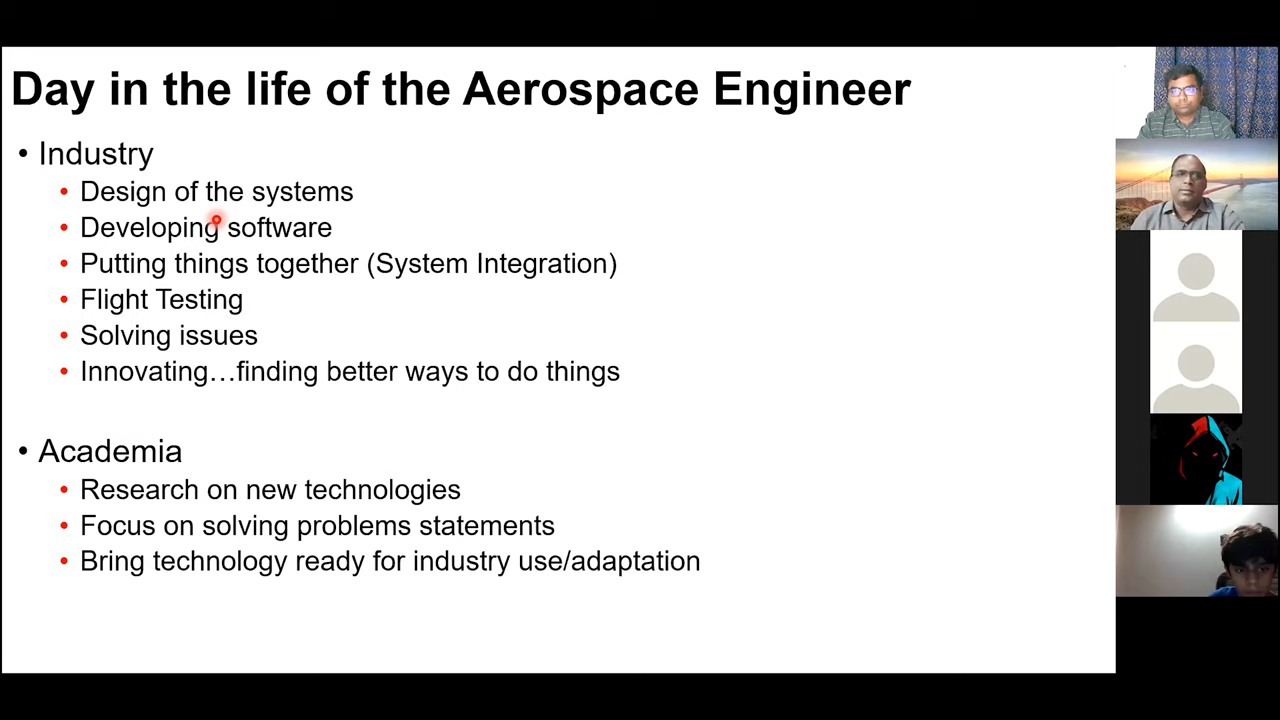 Day in the life of the Aerospace Engineer
• Industry
• Design of the systems
• Developing software
• Putting things together (System Integration)
• Flight Testing
• Solving issues
• Innovating…finding better ways to do things
• Academia
• Research on new technologies
• Focus on solving problems statements
• Bring technology ready for industry use/adaptation